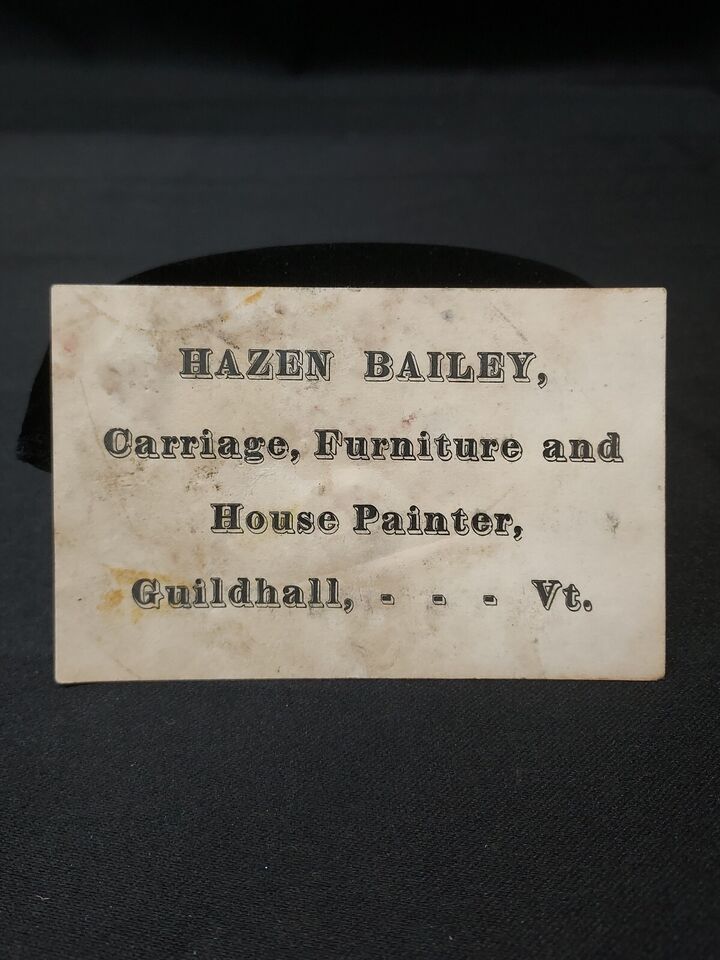 HAZEN BAILEY,
Carriage, Furniture and
House Painter,
Guildhall, - - - Vt.